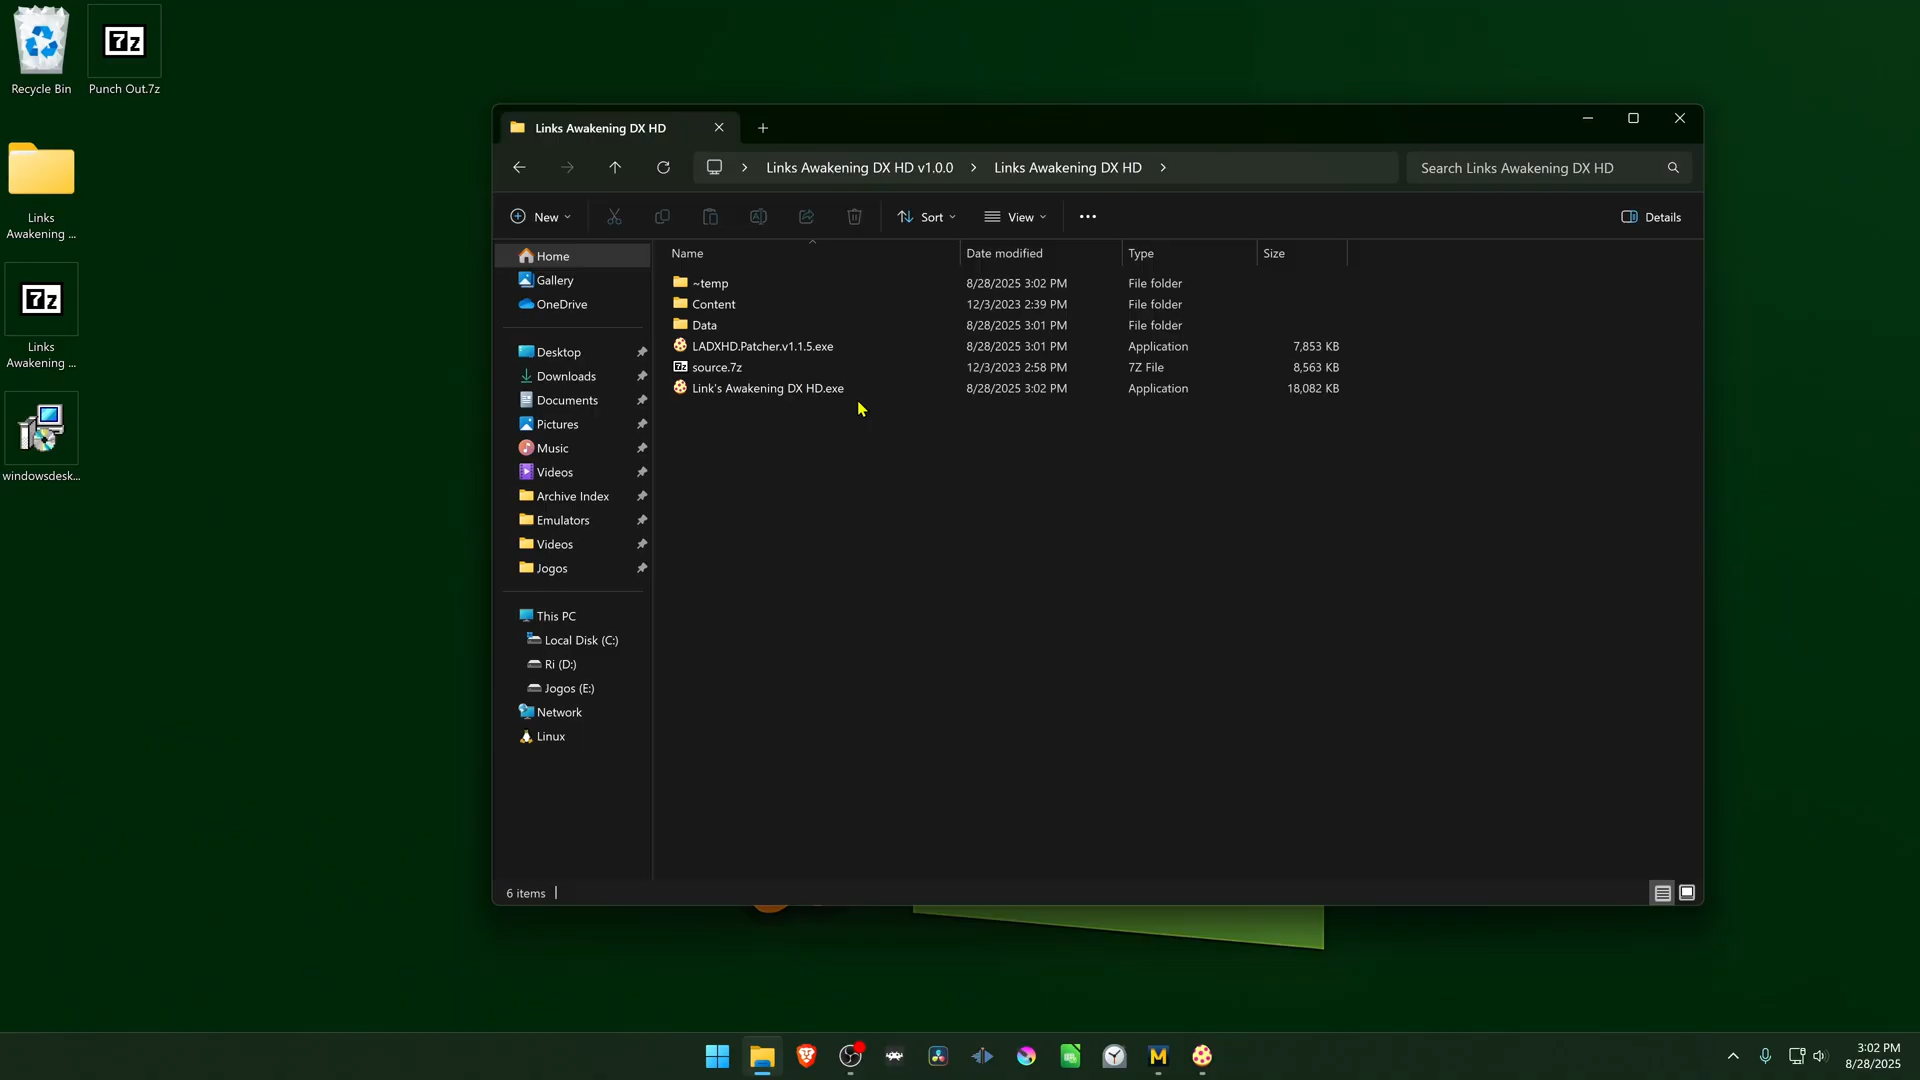 Recycle Bin
Punch Out.7z
Links
Awakening ...
Links
Awakening ...
windowsdesk...
Links Awakening DX HD
Links Awakening DX HD v1.0.0
Links Awakening DX HD
Search Links Awakening DX HD
New
Sort
View
Details
Home
Gallery
OneDrive
Desktop
Downloads
Documents
Pictures
Music
Videos
Archive Index
Emulators
Videos
Jogos
This PC
Local Disk (C:)
Ri (D:)
Jogos (E:)
Network
Linux
Name Date modified Type Size
~temp 8/28/2025 3:02 PM File folder
Content 12/3/2023 2:39 PM File folder
Data 8/28/2025 3:01 PM File folder
LADXHD.Patcher.v1.1.5.exe 8/28/2025 3:01 PM Application 7,853 KB
source.7z 12/3/2023 2:58 PM 7Z File 8,563 KB
Link's Awakening DX HD.exe 8/28/2025 3:02 PM Application 18,082 KB
6 items
3:02 PM
8/28/2025